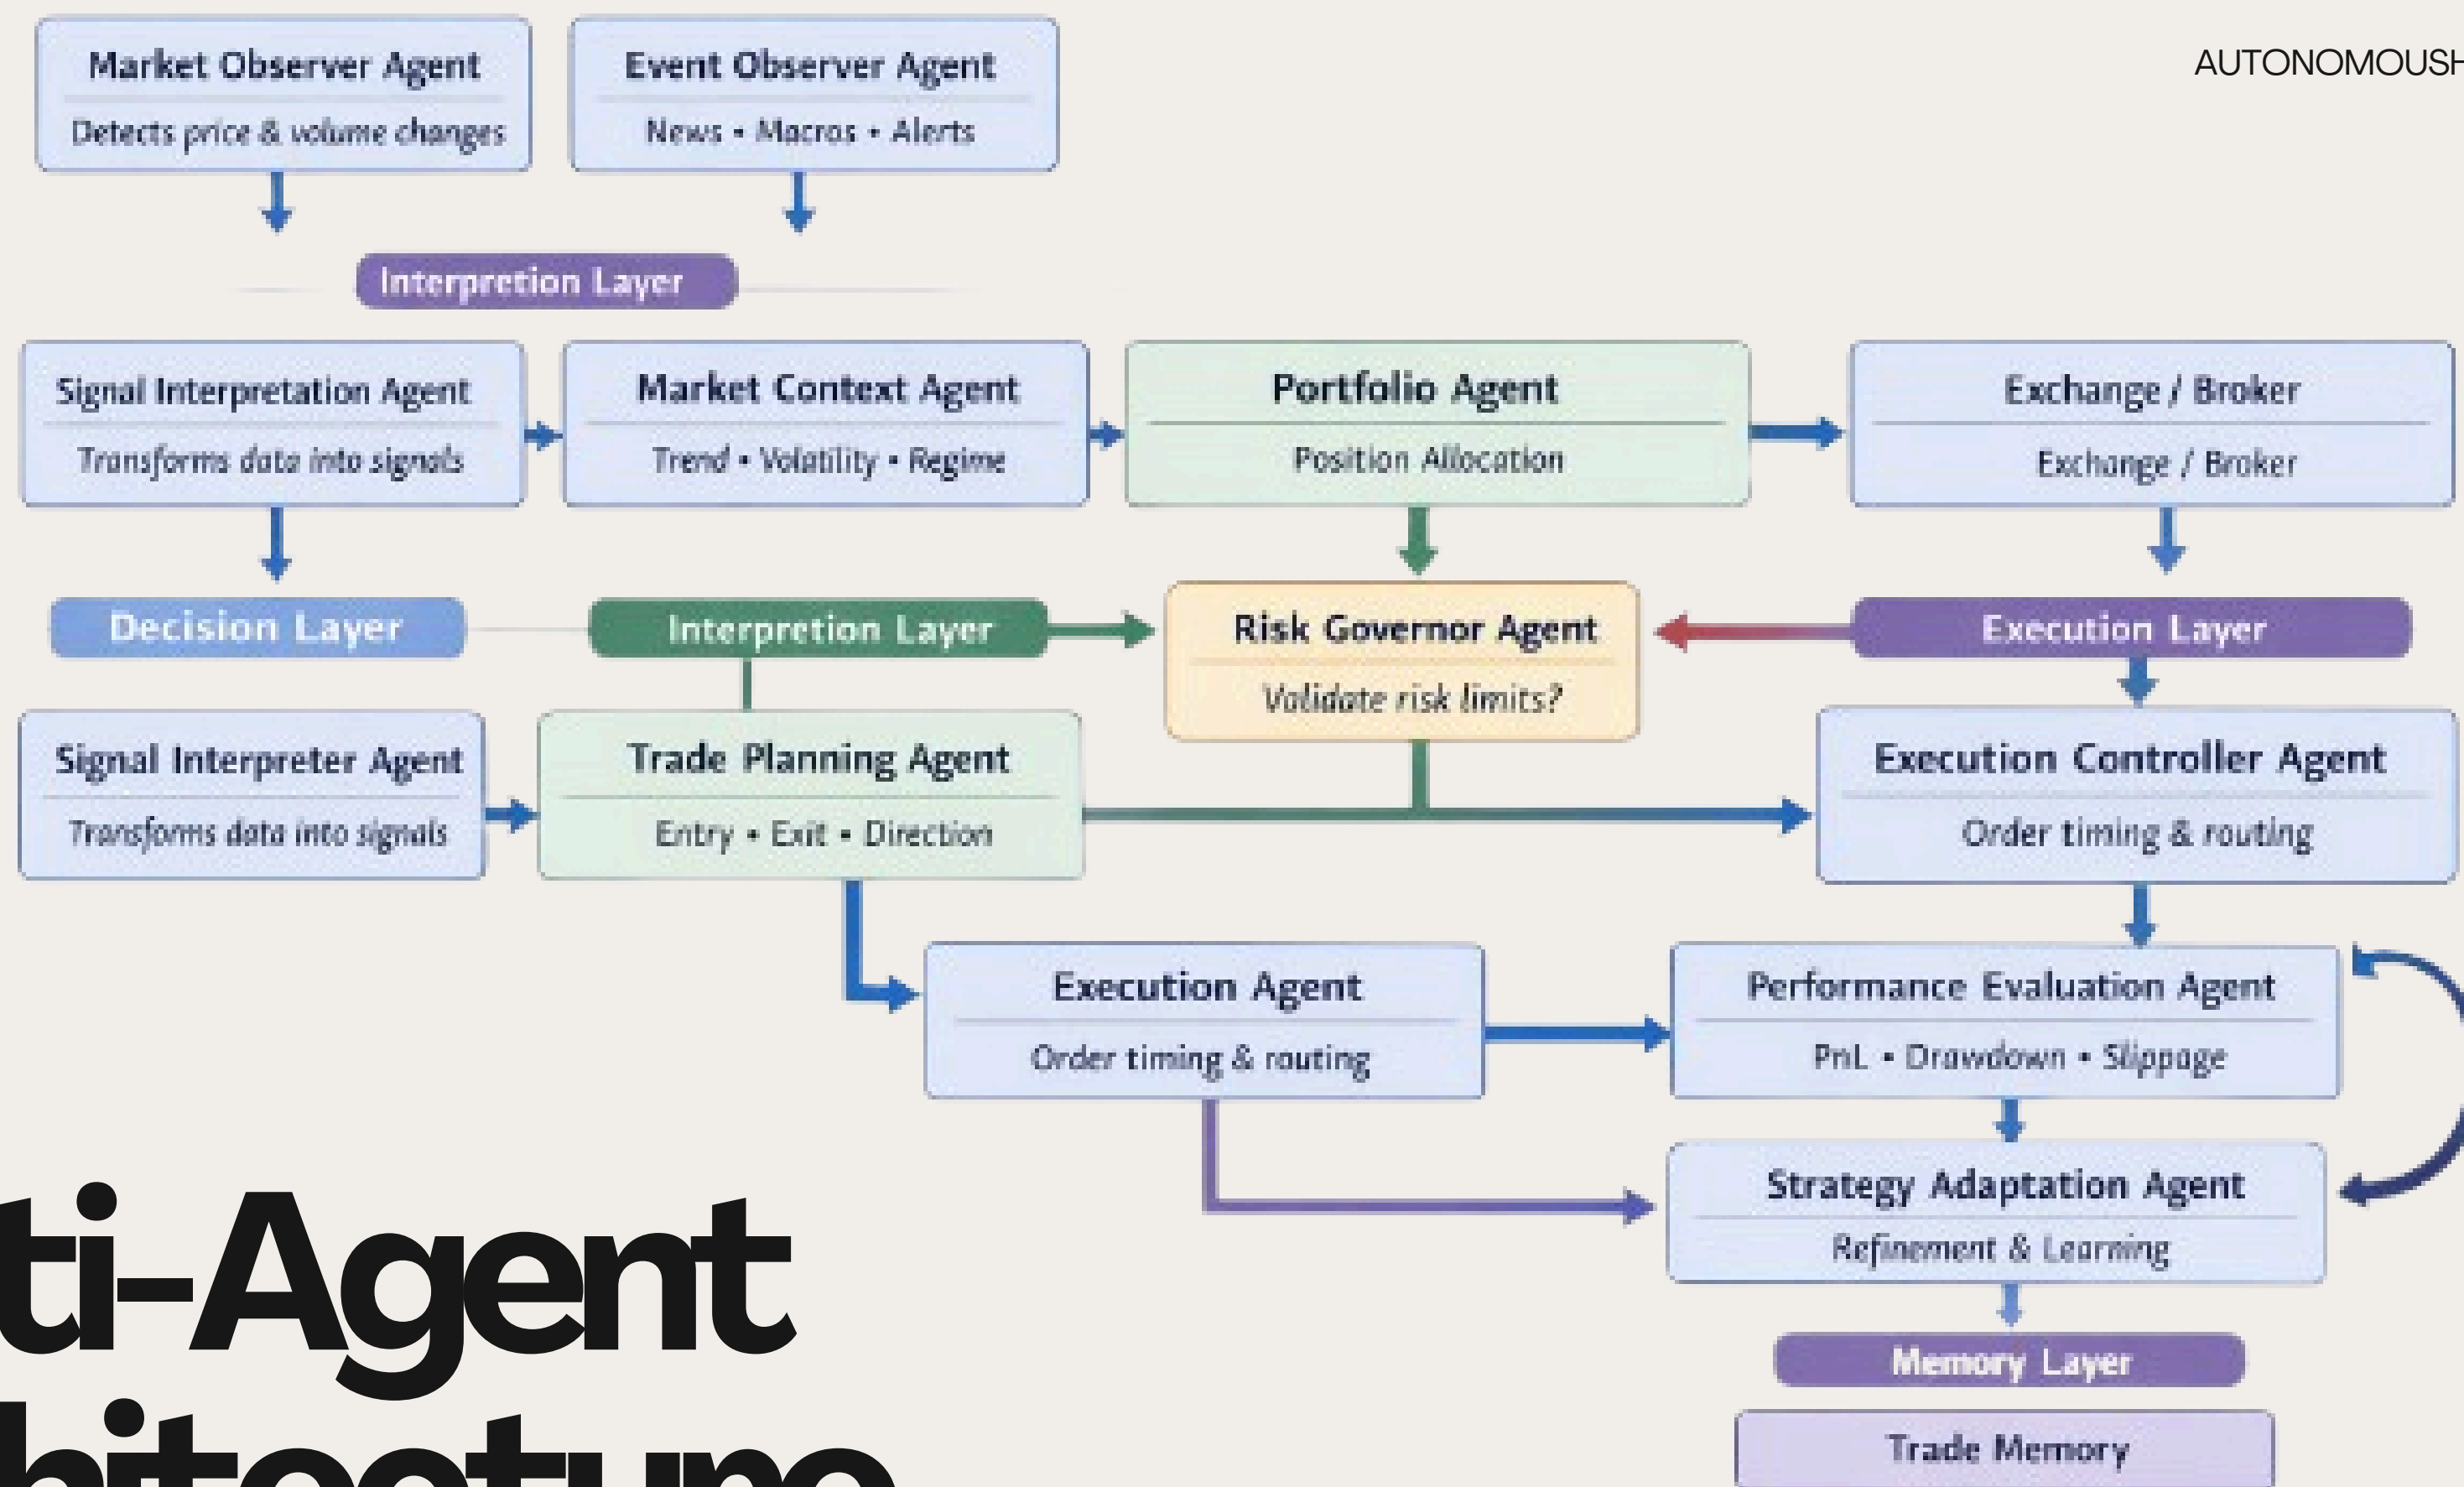 AUTONOMOUSH
Market Observer Agent
Detects price & volume changes
Event Observer Agent
News • Macros • Alerts
Interpretion Layer
Signal Interpretation Agent
Transforms data into signals
Market Context Agent
Trend • Volatility • Regime
Portfolio Agent
Position Allocation
Exchange / Broker
Exchange / Broker
Decision Layer
Interpretion Layer
Risk Governor Agent
Validate risk limits?
Execution Layer
Signal Interpreter Agent
Transforms data into signals
Trade Planning Agent
Entry • Exit • Direction
Execution Controller Agent
Order timing & routing
Execution Agent
Order timing & routing
Performance Evaluation Agent
PnL • Drawdown • Slippage
Strategy Adaptation Agent
Refinement & Learning
Memory Layer
Trade Memory
ti-Agent
hitecture